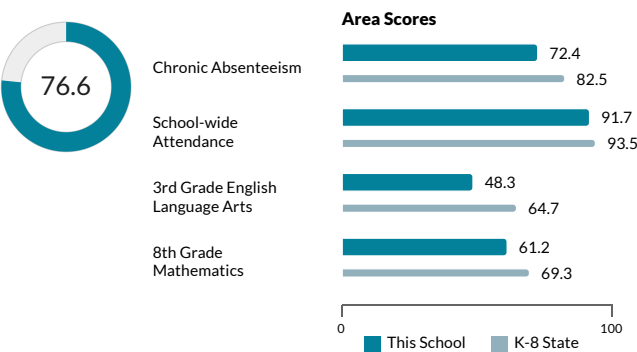 Area Scores
76.6
Chronic Absenteeism
72.4
82.5
School-wide
Attendance
91.7
93.5
3rd Grade English
Language Arts
48.3
64.7
8th Grade
Mathematics
61.2
69.3
0
100
This School
K-8 State